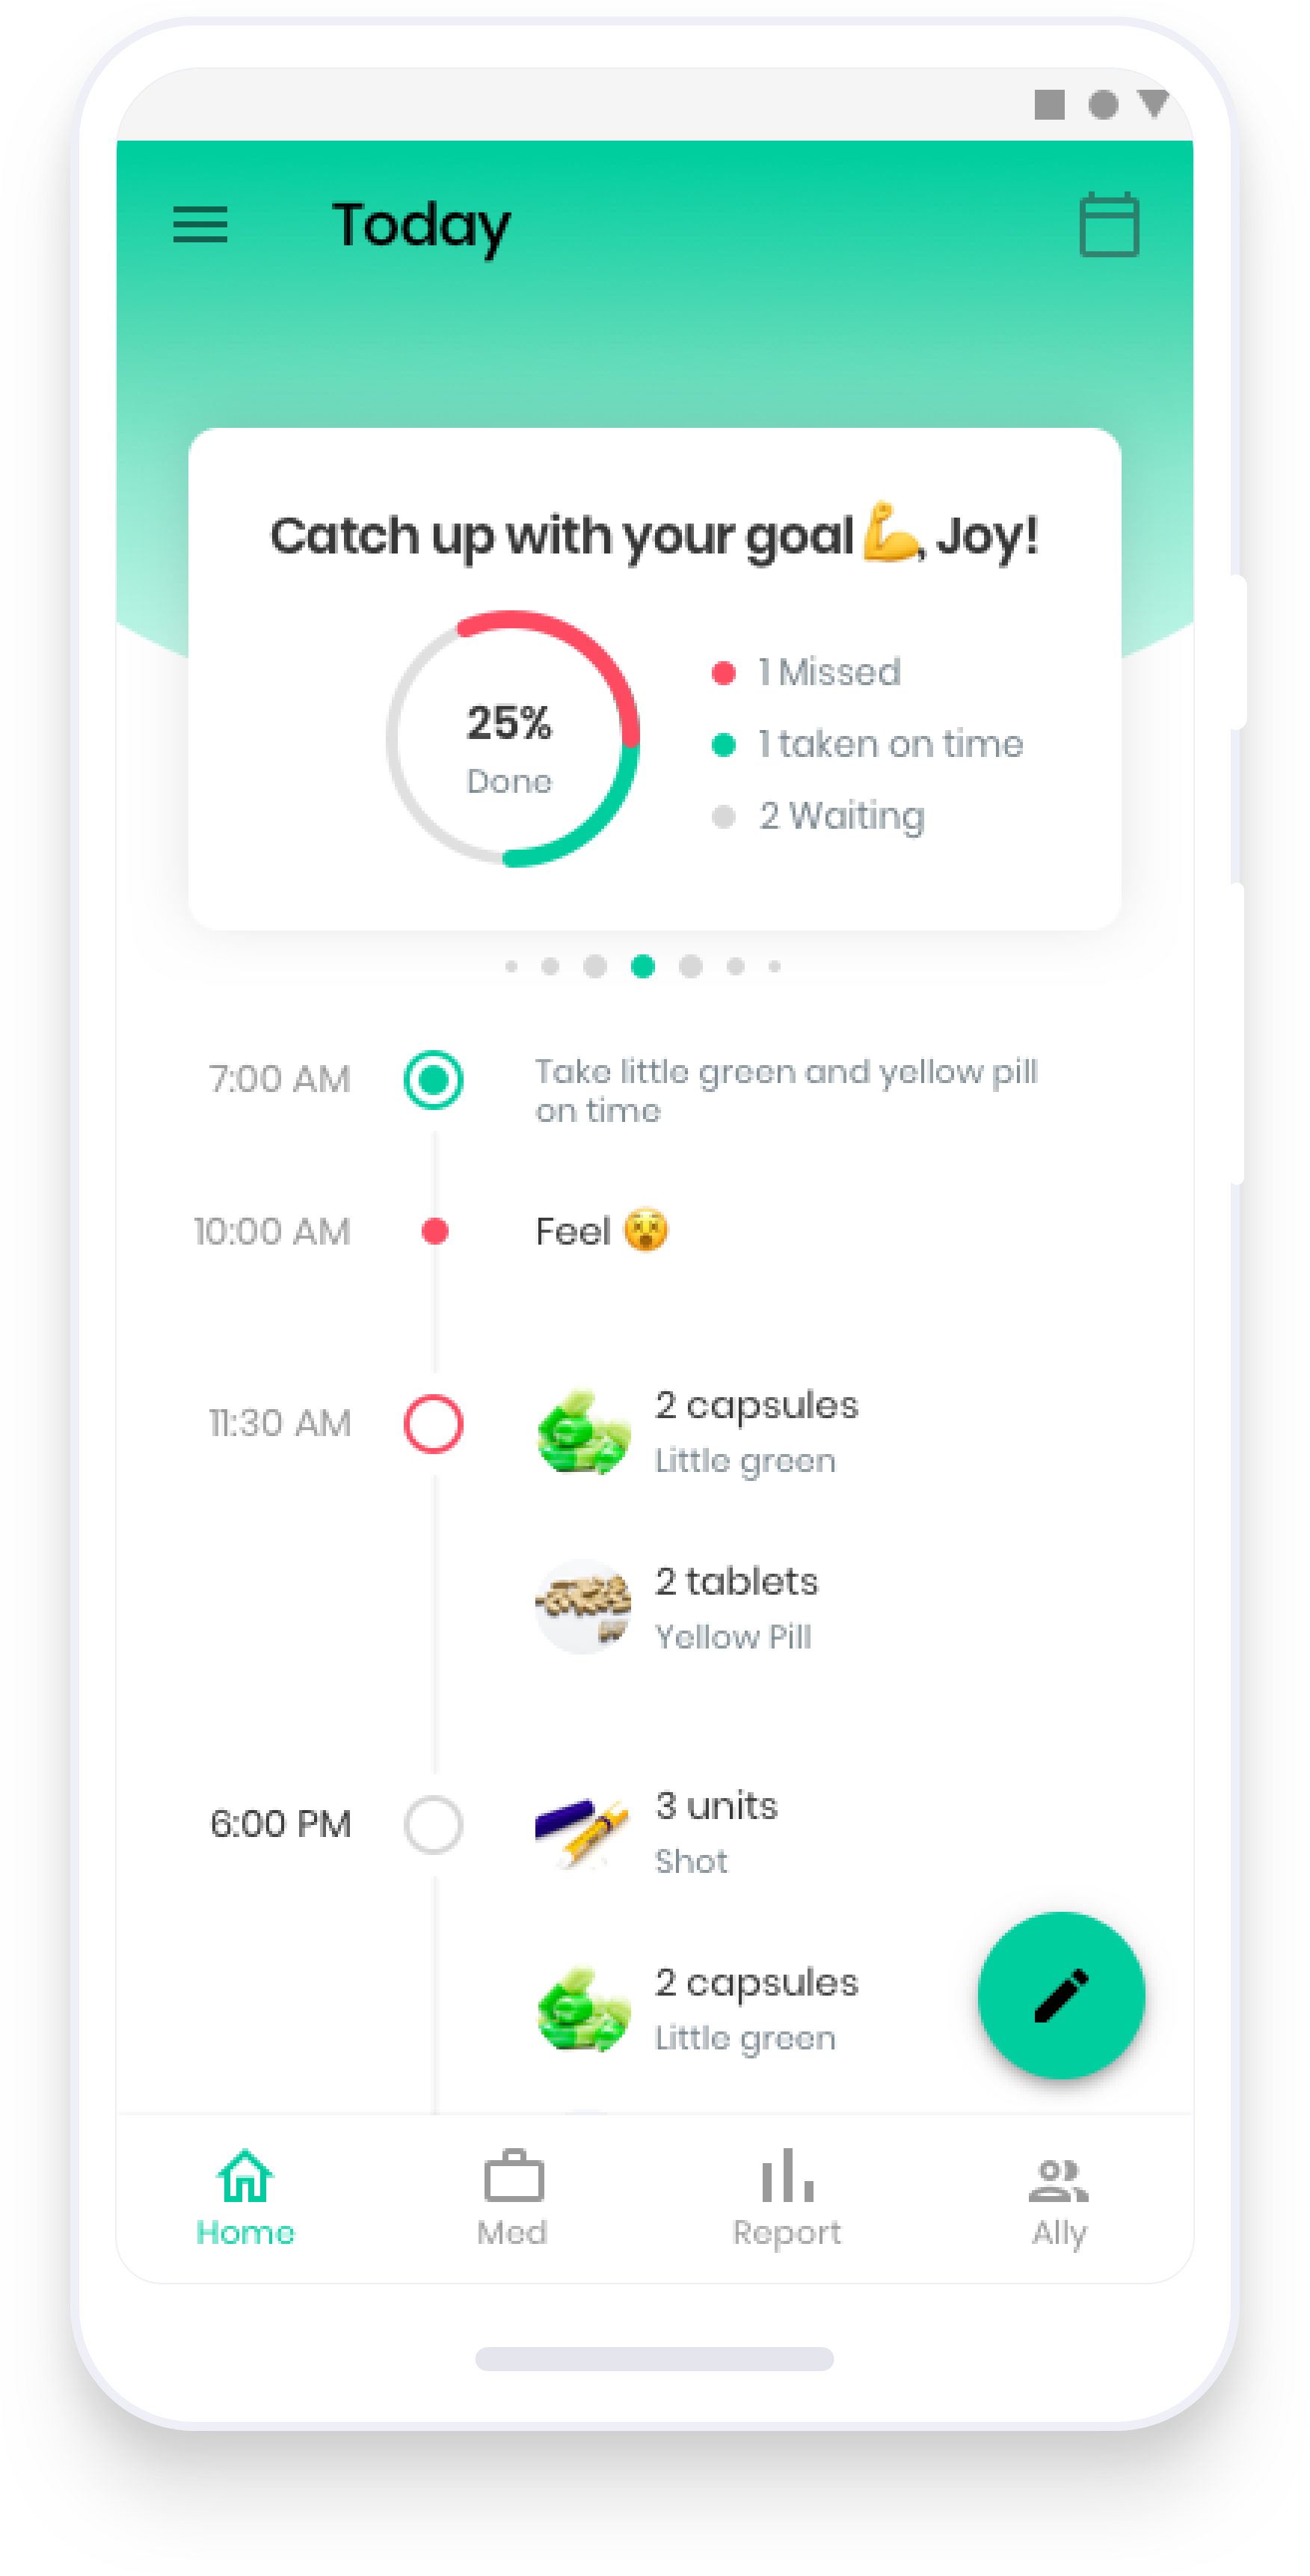 Today
Catch up with your goal💪, Joy!
25%
Done
1 Missed
1 taken on time
2 Waiting
7:00 AM
Take little green and yellow pill
on time
10:00 AM
Feel 😵
11:30 AM
2 capsules
Little green
2 tablets
Yellow Pill
6:00 PM
3 units
Shot
2 capsules
Little green
Home
Med
Report
Ally